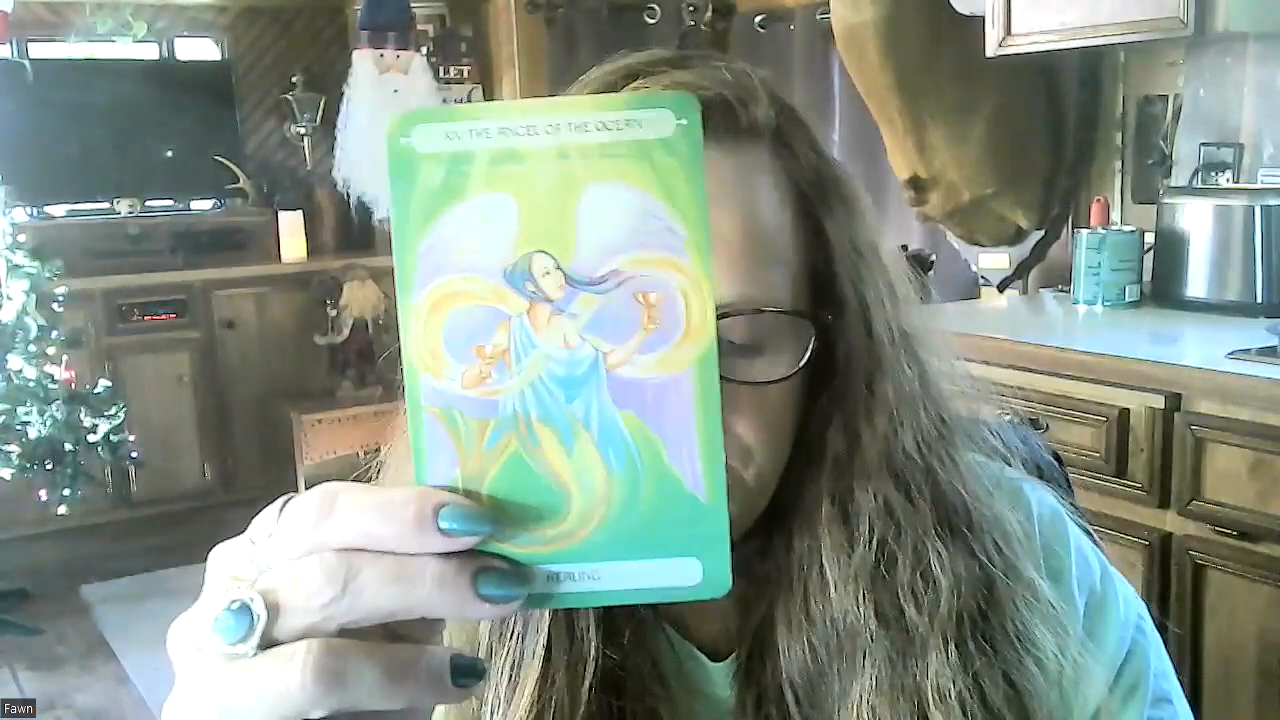 LET
XIV. THE ANGEL OF THE OCEAN
HEALING
Fawn